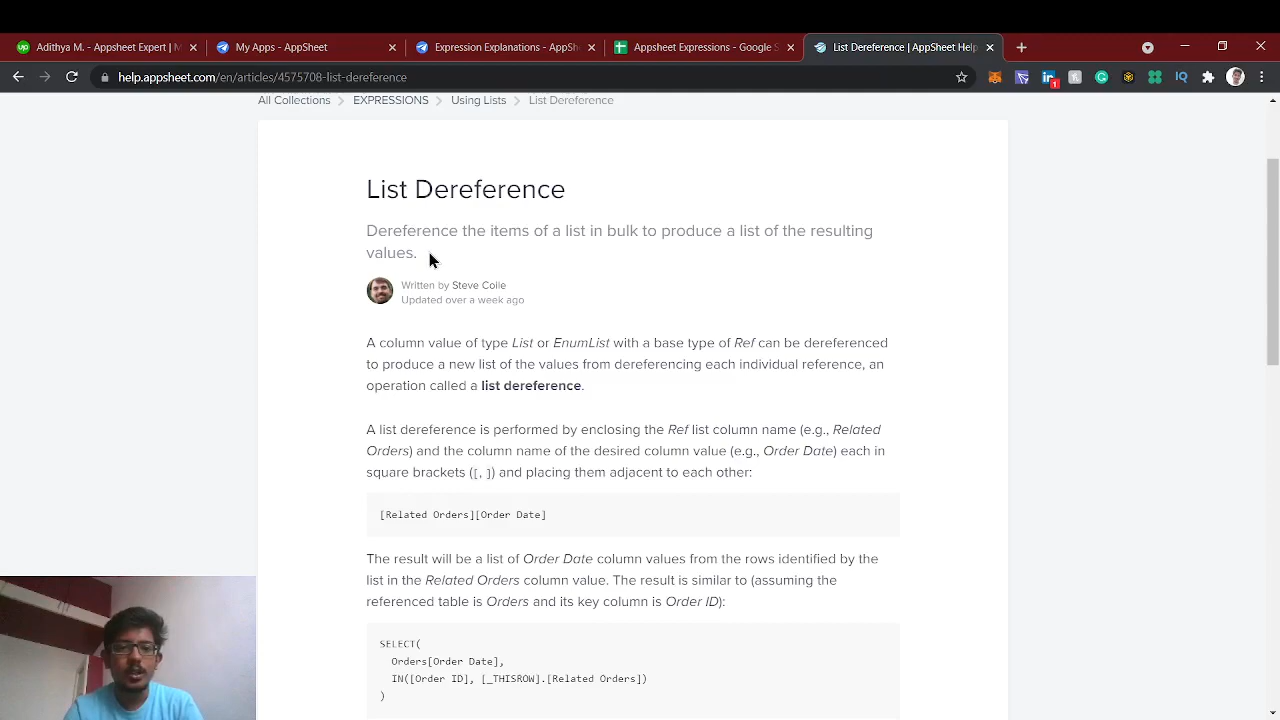 Adithya M. - Appsheet Expert | M
My Apps - AppSheet
Expression Explanations - AppSh
Appsheet Expressions - Google S
List Dereference | AppSheet Help
help.appsheet.com/en/articles/4575708-list-dereference
1
IQ
All Collections > EXPRESSIONS > Using Lists > List Dereference
List Dereference
Dereference the items of a list in bulk to produce a list of the resulting
values.
Written by Steve Coile
Updated over a week ago
A column value of type List or EnumList with a base type of Ref can be dereferenced
to produce a new list of the values from dereferencing each individual reference, an
operation called a list dereference.
A list dereference is performed by enclosing the Ref list column name (e.g., Related
Orders) and the column name of the desired column value (e.g., Order Date) each in
square brackets ([, ]) and placing them adjacent to each other:
[Related Orders][Order Date]
The result will be a list of Order Date column values from the rows identified by the
list in the Related Orders column value. The result is similar to (assuming the
referenced table is Orders and its key column is Order ID):
SELECT(
Orders[Order Date],
IN([Order ID], [_THISROW].[Related Orders])
)